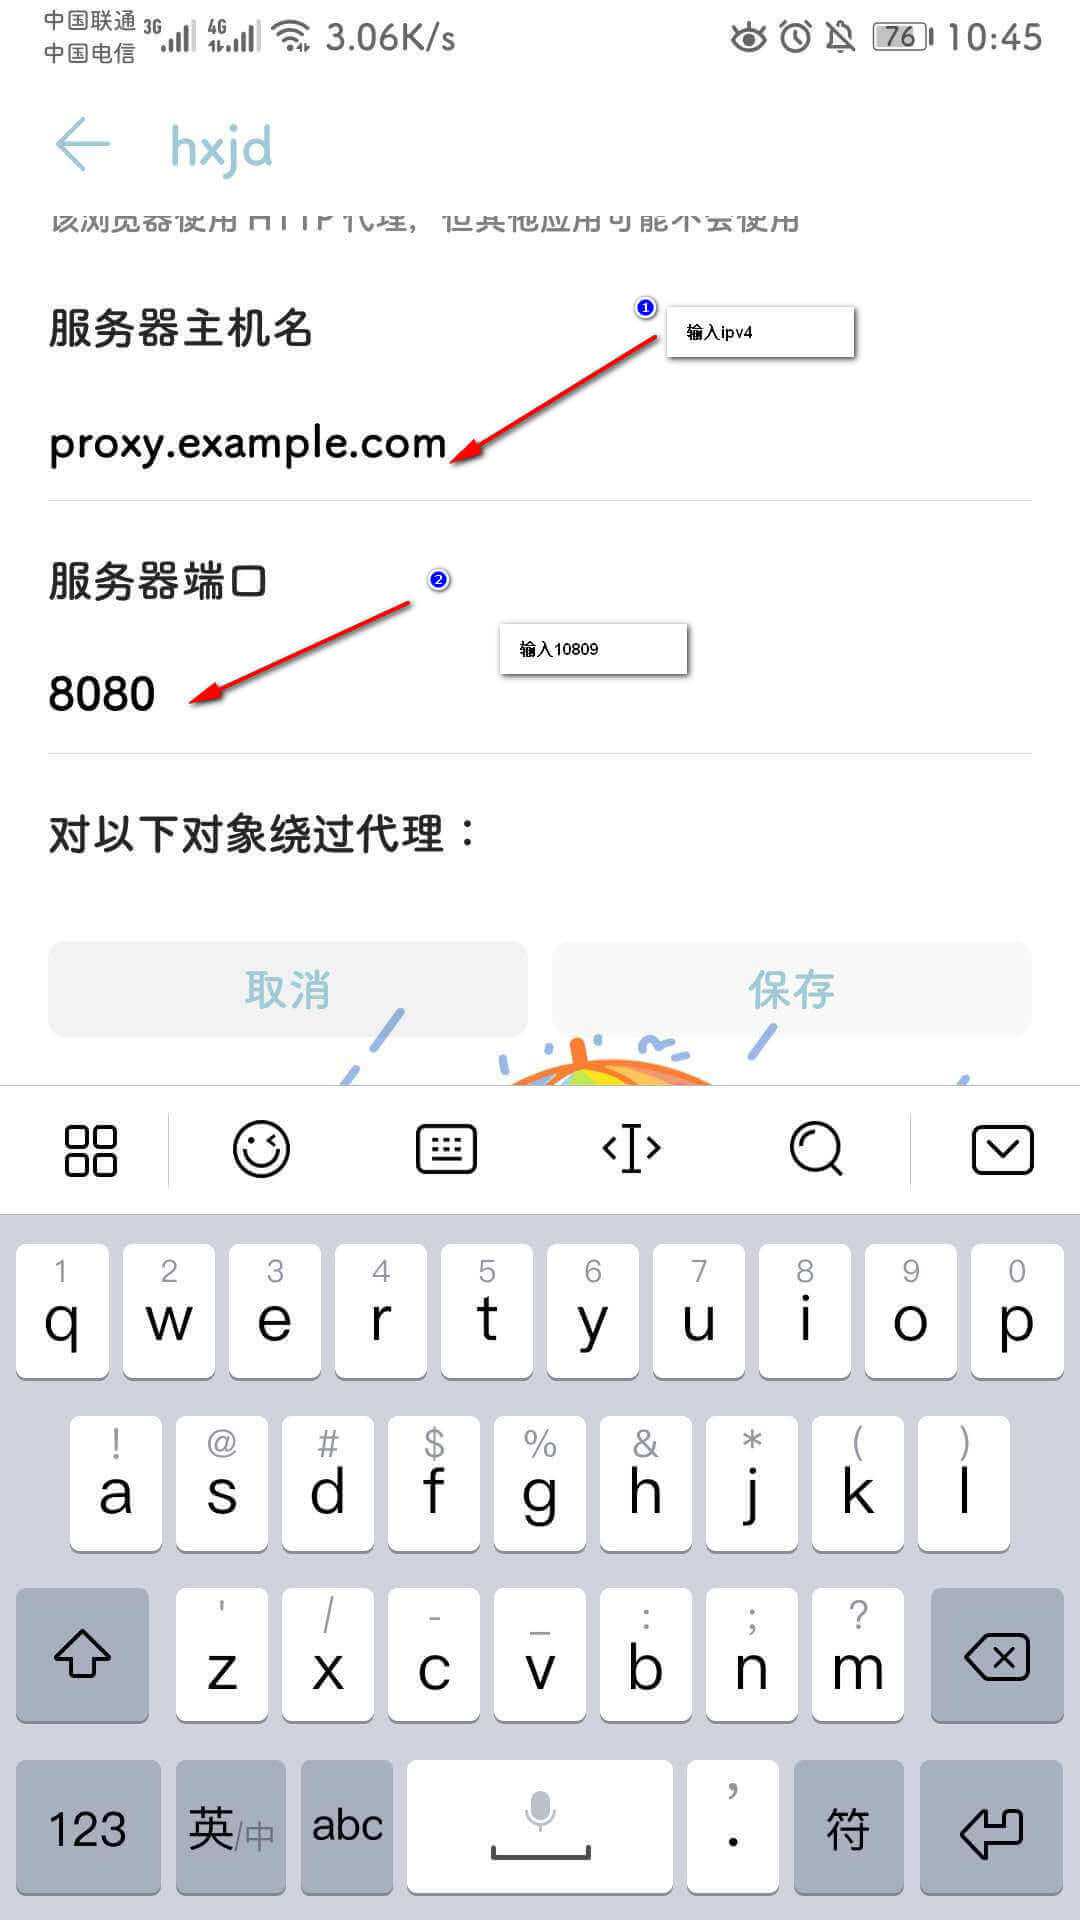 中国联通 3G 4G 3.06K/s 76 10:45
中国电信
hxjd
该浏览器使用 HTTP 代理，但其他应用可能不会使用
服务器主机名
1
输入ipv4
proxy.example.com
服务器端口
2
输入10809
8080
对以下对象绕过代理：
取消 保存
1 2 3 4 5 6 7 8 9 0
q w e r t y u i o p
! @ # $ % & * ( )
a s d f g h j k l
' / - _ : ; ?
z x c v b n m
123 英/中 abc , . 符